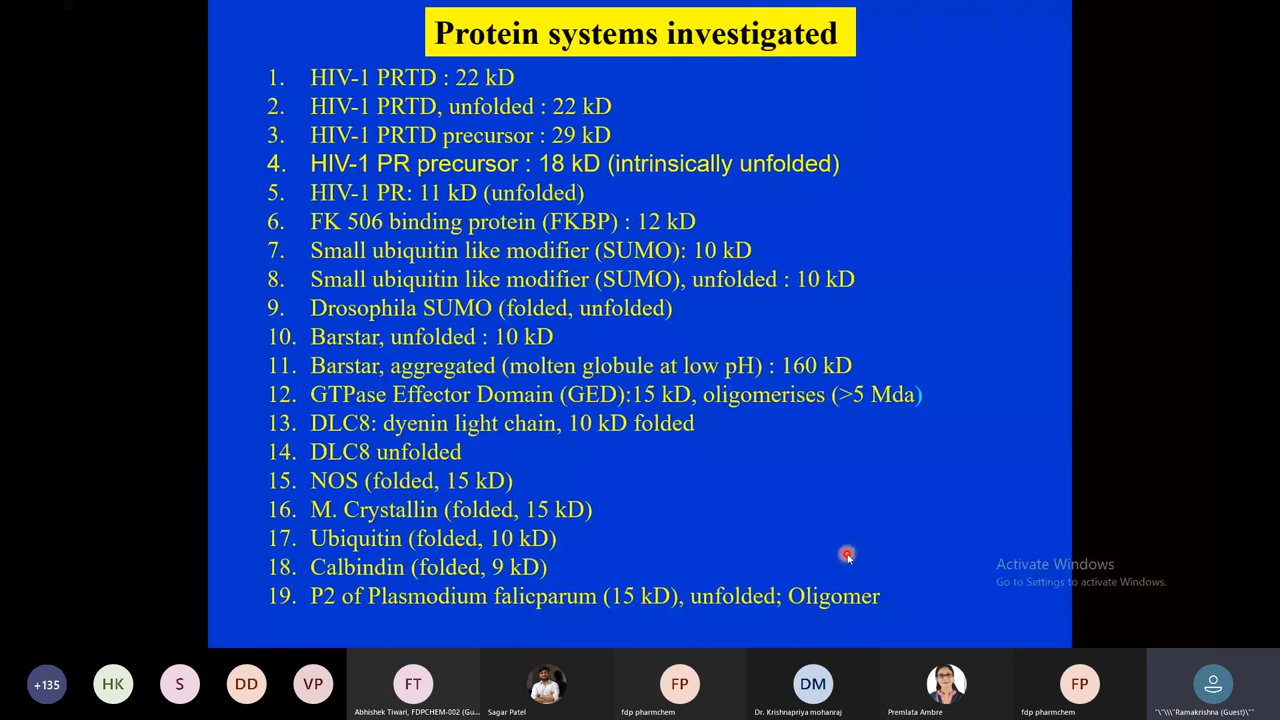 Protein systems investigated
1. HIV-1 PRTD : 22 kD
2. HIV-1 PRTD, unfolded : 22 kD
3. HIV-1 PRTD precursor : 29 kD
4. HIV-1 PR precursor : 18 kD (intrinsically unfolded)
5. HIV-1 PR: 11 kD (unfolded)
6. FK 506 binding protein (FKBP) : 12 kD
7. Small ubiquitin like modifier (SUMO): 10 kD
8. Small ubiquitin like modifier (SUMO), unfolded : 10 kD
9. Drosophila SUMO (folded, unfolded)
10. Barstar, unfolded : 10 kD
11. Barstar, aggregated (molten globule at low pH) : 160 kD
12. GTPase Effector Domain (GED):15 kD, oligomerises (>5 Mda)
13. DLC8: dyenin light chain, 10 kD folded
14. DLC8 unfolded
15. NOS (folded, 15 kD)
16. M. Crystallin (folded, 15 kD)
17. Ubiquitin (folded, 10 kD)
18. Calbindin (folded, 9 kD)
19. P2 of Plasmodium falicparum (15 kD), unfolded; Oligomer
Activate Windows
Go to Settings to activate Windows.
+135 HK S DD VP FT FP DM FP
Abhishek Tiwari, FDPCHEM-002 (Gu... Sagar Patel fdp pharmchem Dr. Krishnapriya mohanraj Premlata Ambre fdp pharmchem "\"\\\"Ramakrishna (Guest)\""